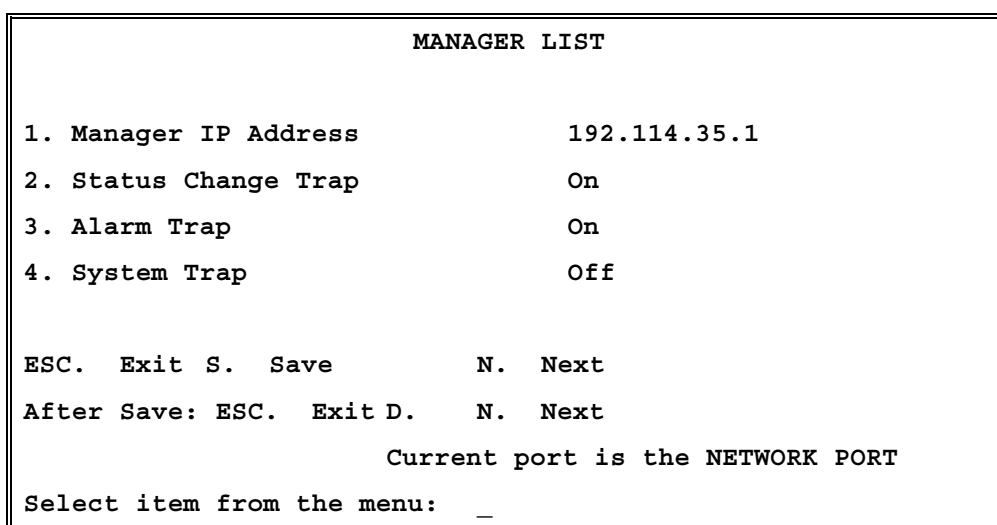 MANAGER LIST
1. Manager IP Address 192.114.35.1
2. Status Change Trap On
3. Alarm Trap On
4. System Trap Off
ESC. Exit S. Save N. Next
After Save: ESC. Exit D. N. Next
Current port is the NETWORK PORT
Select item from the menu: _